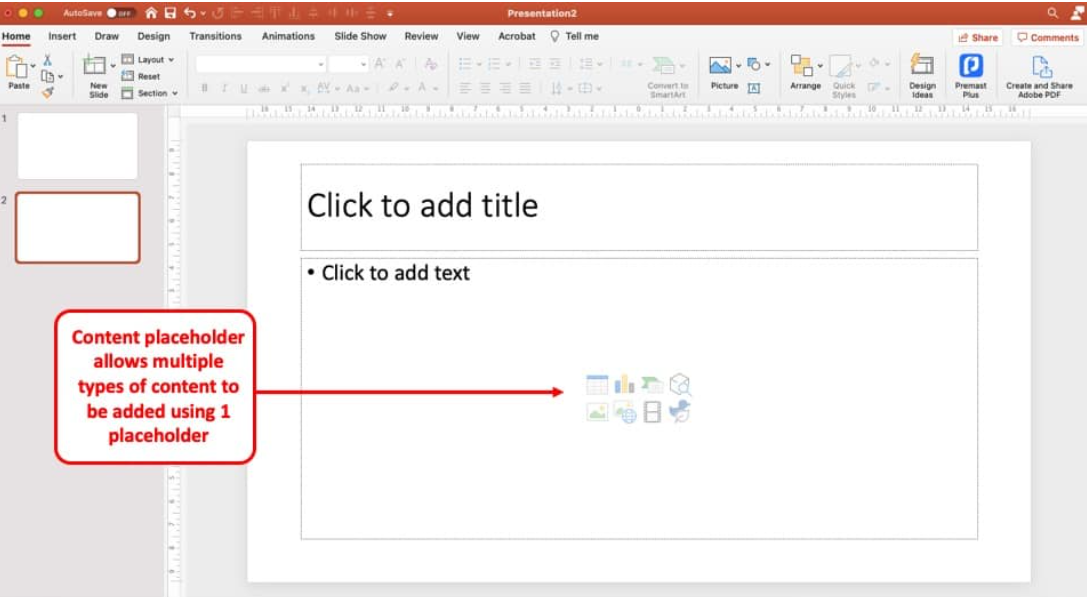 AutoSave OFF Presentation2
Home Insert Draw Design Transitions Animations Slide Show Review View Acrobat Tell me Share Comments
Paste New Slide Layout Reset Section Convert to SmartArt Picture Arrange Quick Styles Design Ideas Premast Plus Create and Share Adobe PDF
1
2
Click to add title
• Click to add text
Content placeholder
allows multiple
types of content to
be added using 1
placeholder